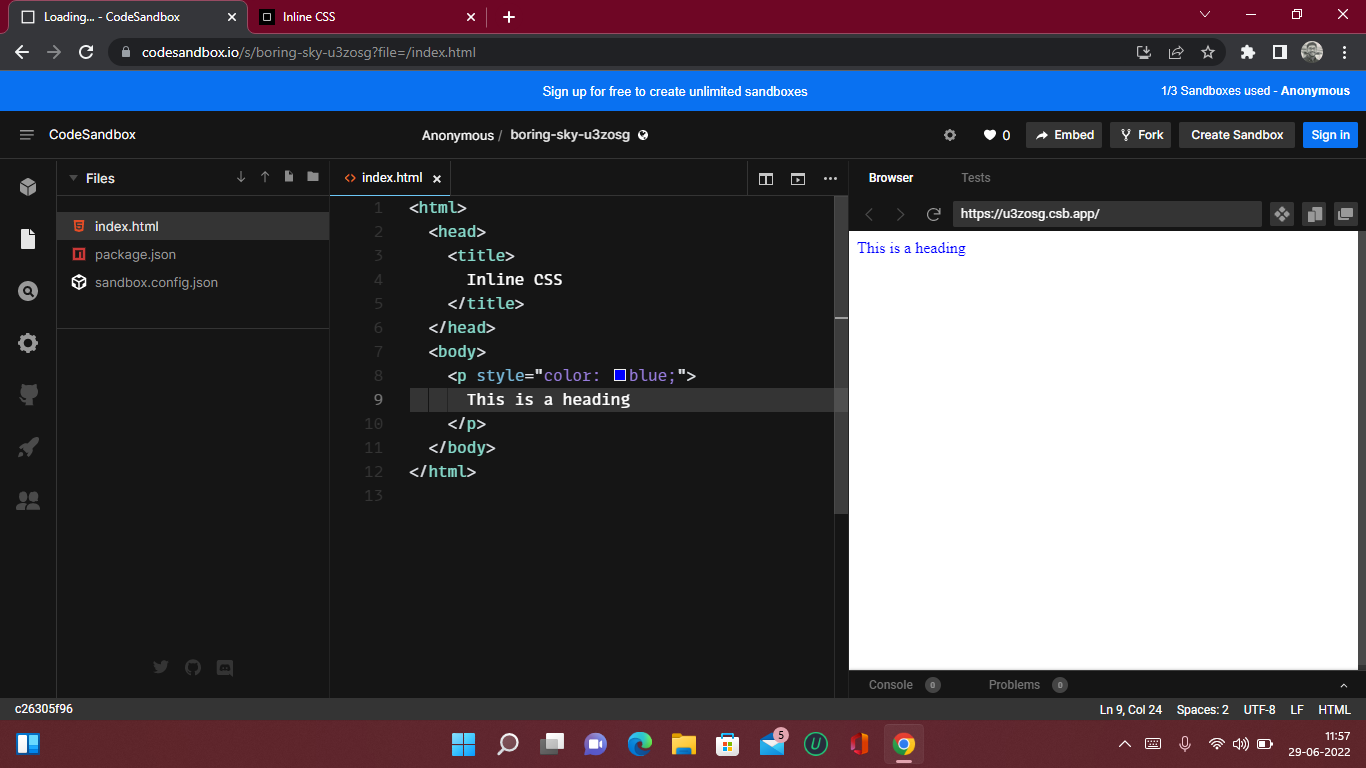 Loading... - CodeSandbox
Inline CSS
codesandbox.io/s/boring-sky-u3zosg?file=/index.html
Sign up for free to create unlimited sandboxes
1/3 Sandboxes used - Anonymous
CodeSandbox
Anonymous / boring-sky-u3zosg
0
Embed
Fork
Create Sandbox
Sign in
Files
index.html
package.json
sandbox.config.json
index.html
1 <html>
2 <head>
3 <title>
4 Inline CSS
5 </title>
6 </head>
7 <body>
8 <p style="color: blue;">
9 This is a heading
10 </p>
11 </body>
12 </html>
13
Browser
Tests
https://u3zosg.csb.app/
This is a heading
Console 0
Problems 0
c26305f96
Ln 9, Col 24 Spaces: 2 UTF-8 LF HTML
5
U
11:57
29-06-2022